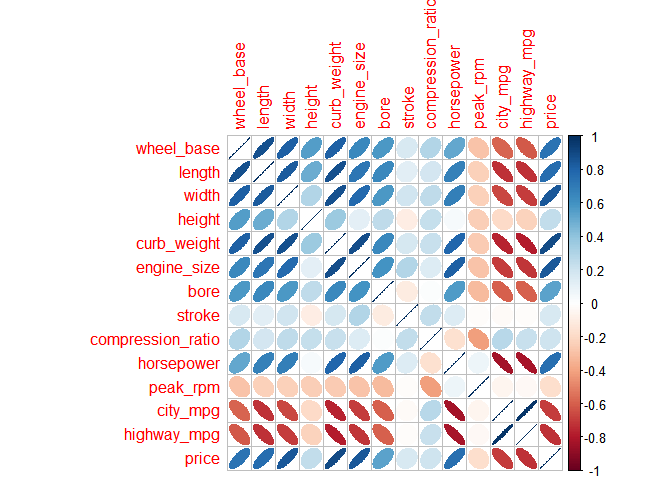 wheel_base
length
width
height
curb_weight
engine_size
bore
stroke
compression_ratio
horsepower
peak_rpm
city_mpg
highway_mpg
price
wheel_base
length
width
height
curb_weight
engine_size
bore
stroke
compression_ratio
horsepower
peak_rpm
city_mpg
highway_mpg
price
1
0.8
0.6
0.4
0.2
0
-0.2
-0.4
-0.6
-0.8
-1